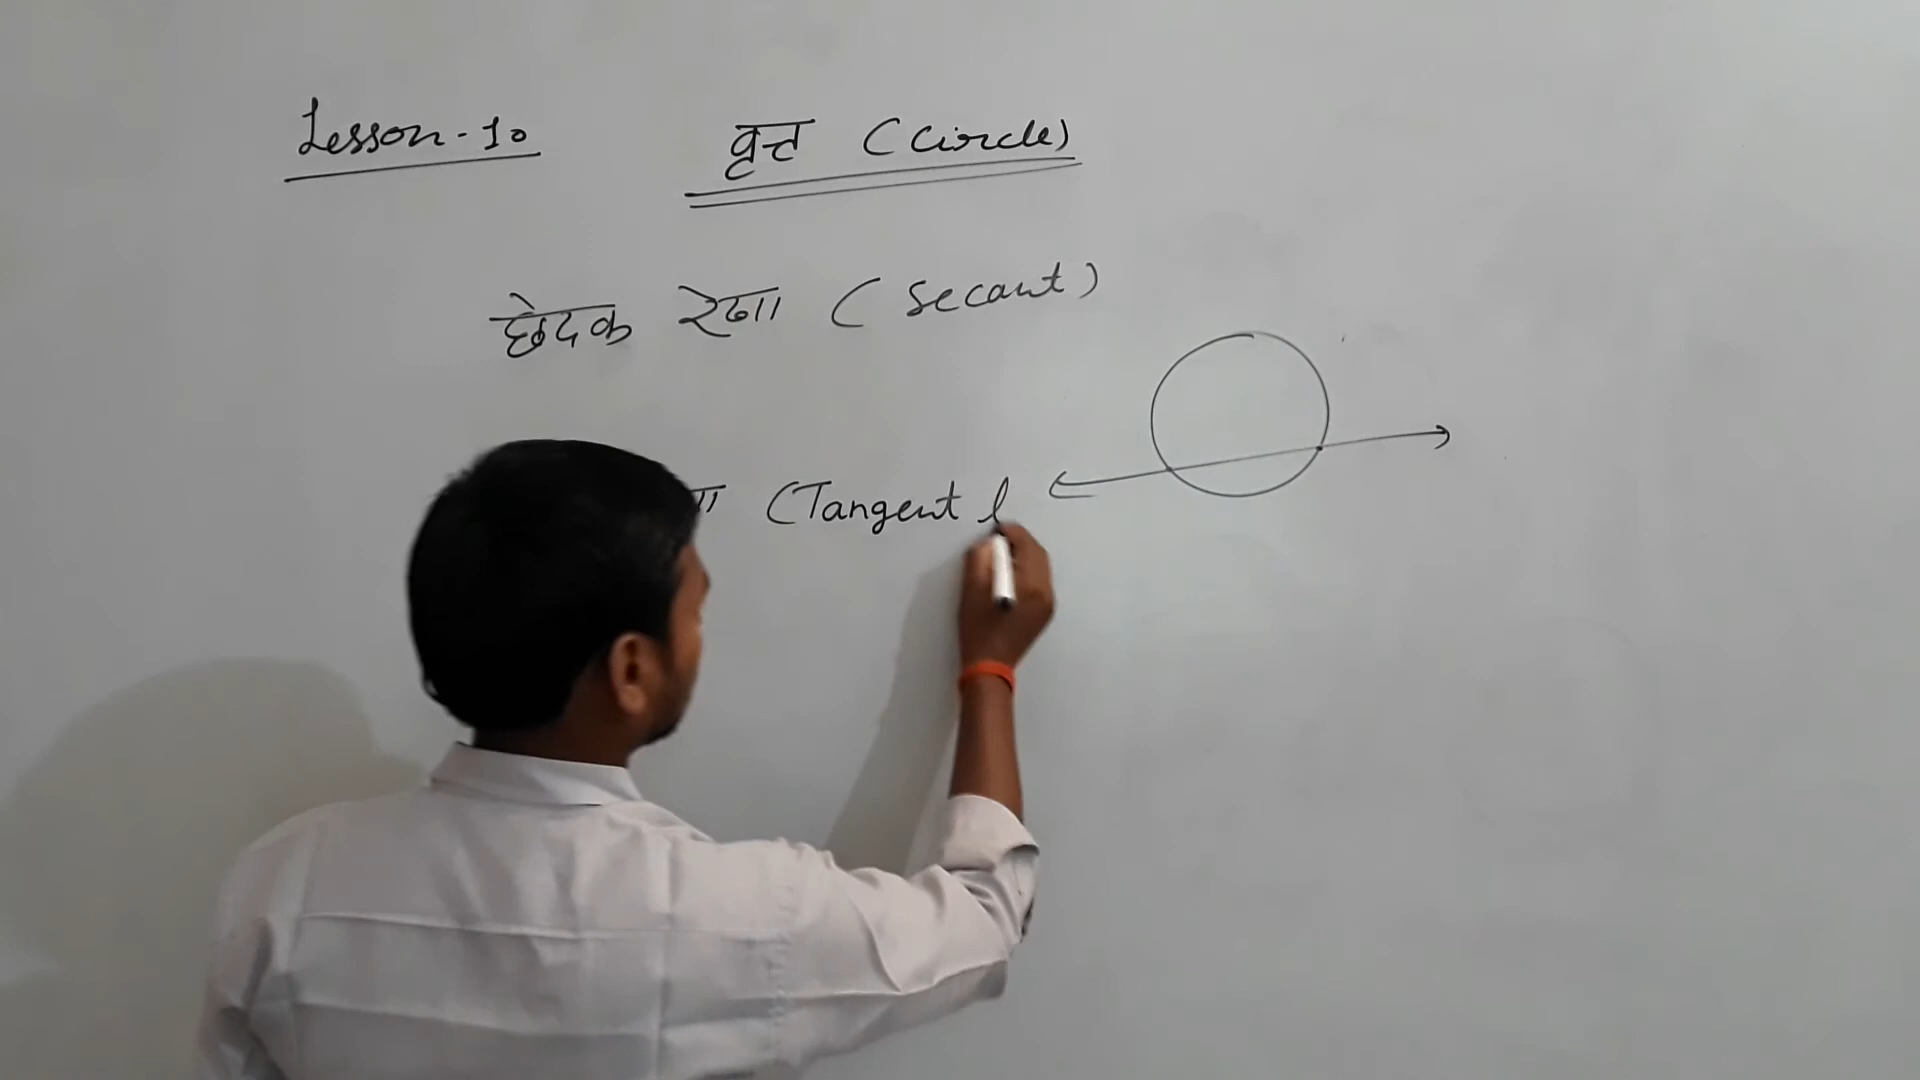 Lesson-10
वृत्त (Circle)
छेदक रेखा (Secant)
(Tangent l